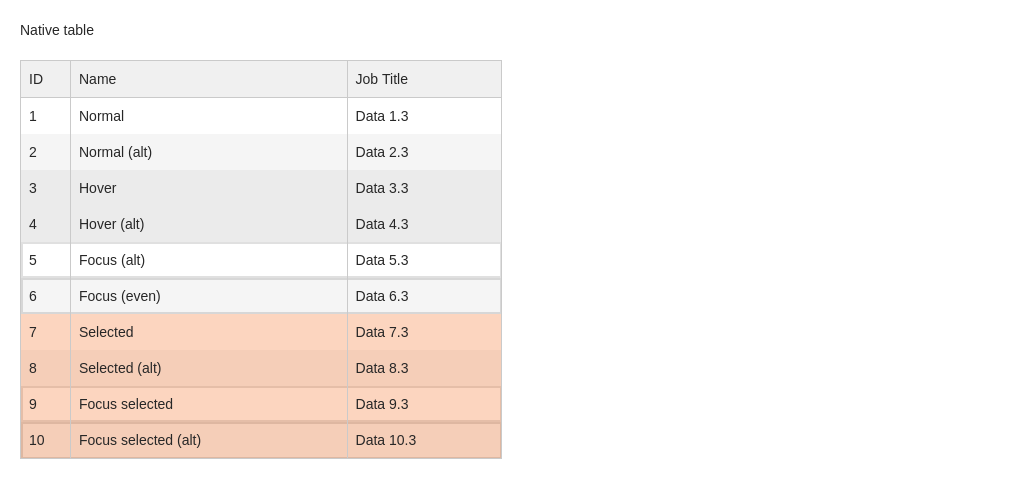 Native table
ID Name Job Title
1 Normal Data 1.3
2 Normal (alt) Data 2.3
3 Hover Data 3.3
4 Hover (alt) Data 4.3
5 Focus (alt) Data 5.3
6 Focus (even) Data 6.3
7 Selected Data 7.3
8 Selected (alt) Data 8.3
9 Focus selected Data 9.3
10 Focus selected (alt) Data 10.3